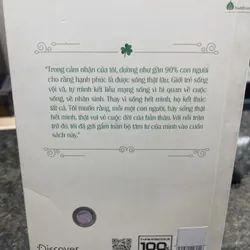 "Trong cảm nhận của tôi, dường như gần 90% con người
cho rằng hạnh phúc là được sống thật lâu. Giới trẻ sống
vội vã, tự mình kết liễu mạng sống vì bi quan về cuộc
sống, về nhân sinh. Thay vì sống hết mình, họ kết thúc
tất cả. Tôi muốn rằng, mỗi một con người, hãy sống thật
hết mình, thật vui vẻ cuộc đời của bản thân. Với nỗi trăn
trở đó, tôi đã gửi gắm toàn bộ tâm tư của mình vào cuốn
sách này."
Discover
100%